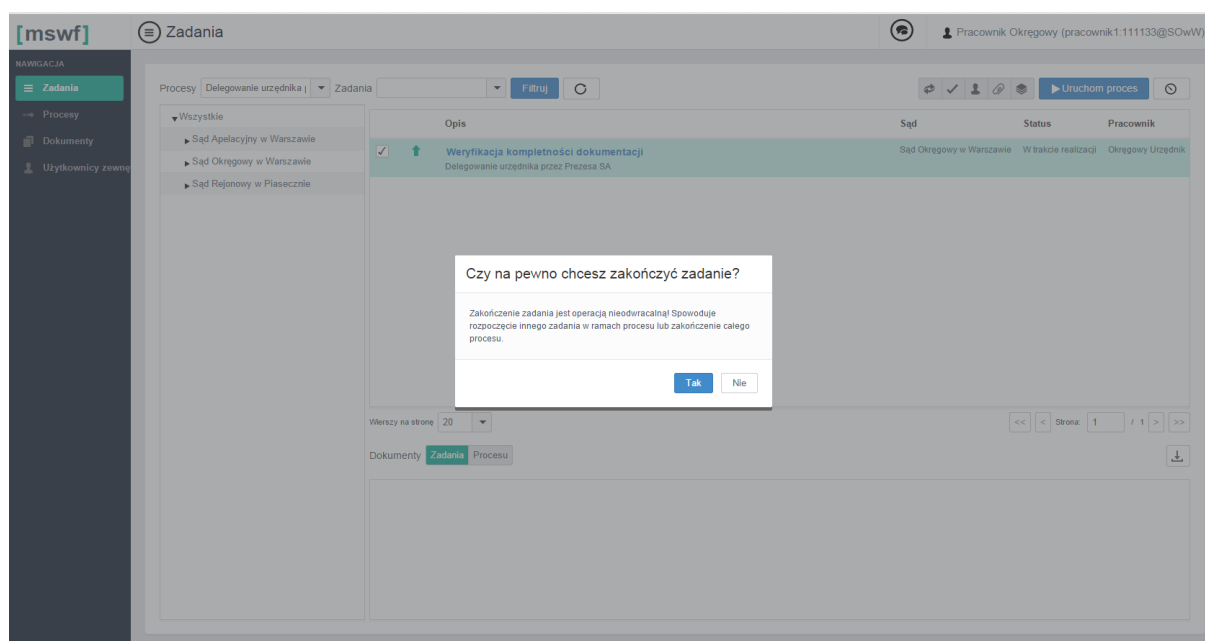 [mswf]
Zadania
Pracownik Okręgowy (pracownik1:111133@SOwW)
NAWIGACJA
Zadania
Procesy
Dokumenty
Użytkownicy zewnę
Procesy Delegowanie urzędnika Zadania Filtruj
Uruchom proces
Wszystkie
Sąd Apelacyjny w Warszawie
Sąd Okręgowy w Warszawie
Sąd Rejonowy w Piasecznie
Opis Sąd Status Pracownik
Weryfikacja kompletności dokumentacji Sąd Okręgowy w Warszawie W trakcie realizacji Okręgowy Urzędnik
Delegowanie urzędnika przez Prezesa SA
Czy na pewno chcesz zakończyć zadanie?
Zakończenie zadania jest operacją nieodwracalną! Spowoduje
rozpoczęcie innego zadania w ramach procesu lub zakończenie całego
procesu.
Tak Nie
Wierszy na stronę 20 << < Strona: 1 / 1 > >>
Dokumenty Zadania Procesu